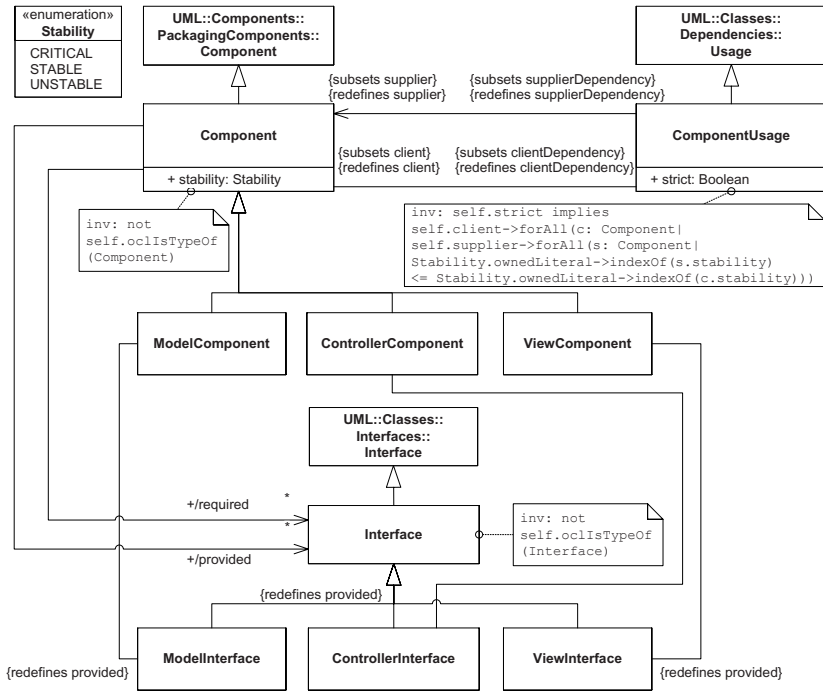 «enumeration»
Stability
CRITICAL
STABLE
UNSTABLE
UML::Components::
PackagingComponents::
Component
UML::Classes::
Dependencies::
Usage
{subsets supplier}
{redefines supplier}
{subsets supplierDependency}
{redefines supplierDependency}
Component
+ stability: Stability
ComponentUsage
+ strict: Boolean
{subsets client}
{redefines client}
{subsets clientDependency}
{redefines clientDependency}
inv: not
self.oclIsTypeOf
(Component)
inv: self.strict implies
self.client->forAll(c: Component|
self.supplier->forAll(s: Component|
Stability.ownedLiteral->indexOf(s.stability)
<= Stability.ownedLiteral->indexOf(c.stability)))
ModelComponent
ControllerComponent
ViewComponent
UML::Classes::
Interfaces::
Interface
+/required
*
*
+/provided
Interface
inv: not
self.oclIsTypeOf
(Interface)
{redefines provided}
ModelInterface
ControllerInterface
ViewInterface
{redefines provided}
{redefines provided}